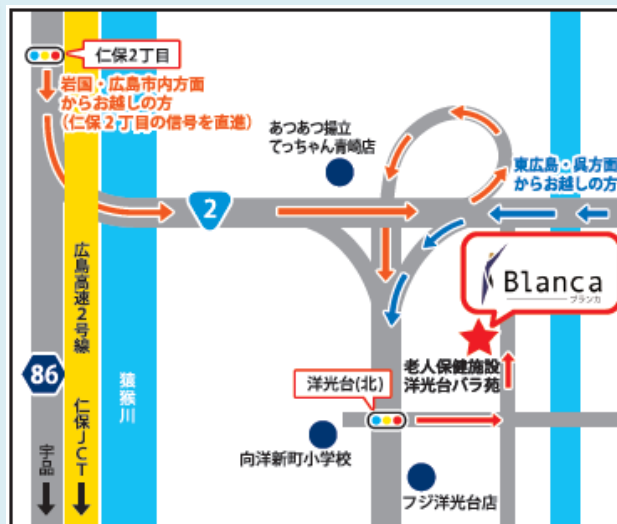 仁保2丁目
岩国・広島市内方面
からお越しの方
(仁保2丁目の信号を直進)
あつあつ揚立
てっちゃん青崎店
東広島・呉方面
からお越しの方
2
Blanca
ブランカ
広島高速2号線
86
猿猴川
老人保健施設
洋光台バラ苑
洋光台(北)
仁保JCT
宇品
向洋新町小学校
フジ洋光台店